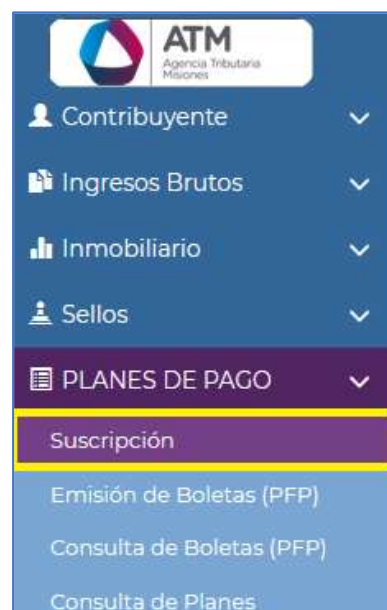 ATM
Agencia Tributaria
Misiones
Contribuyente
Ingresos Brutos
Inmobiliario
Sellos
PLANES DE PAGO
Suscripción
Emisión de Boletas (PFP)
Consulta de Boletas (PFP)
Consulta de Planes